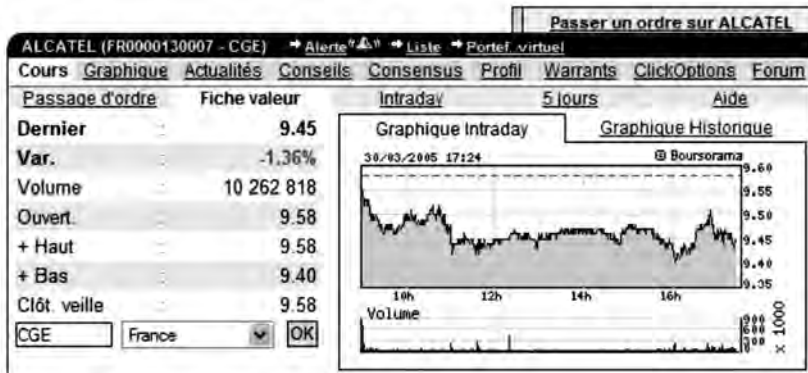 Passer un ordre sur ALCATEL
ALCATEL (FR0000130007 - CGE) Alerte Liste Portef. virtuel
Cours Graphique Actualités Conseils Consensus Profil Warrants ClickOptions Forum
Passage d'ordre Fiche valeur Intraday 5 jours Aide
Dernier : 9.45
Var. : -1.36%
Volume : 10 262 818
Ouvert. : 9.58
+ Haut : 9.58
+ Bas : 9.40
Clôt. veille : 9.58
CGE France OK
Graphique Intraday Graphique Historique
30/03/2005 17:24 © Boursorama
9.60
9.55
9.50
9.45
9.40
9.35
10h 12h 14h 16h
Volume
900
600
300
x 1000